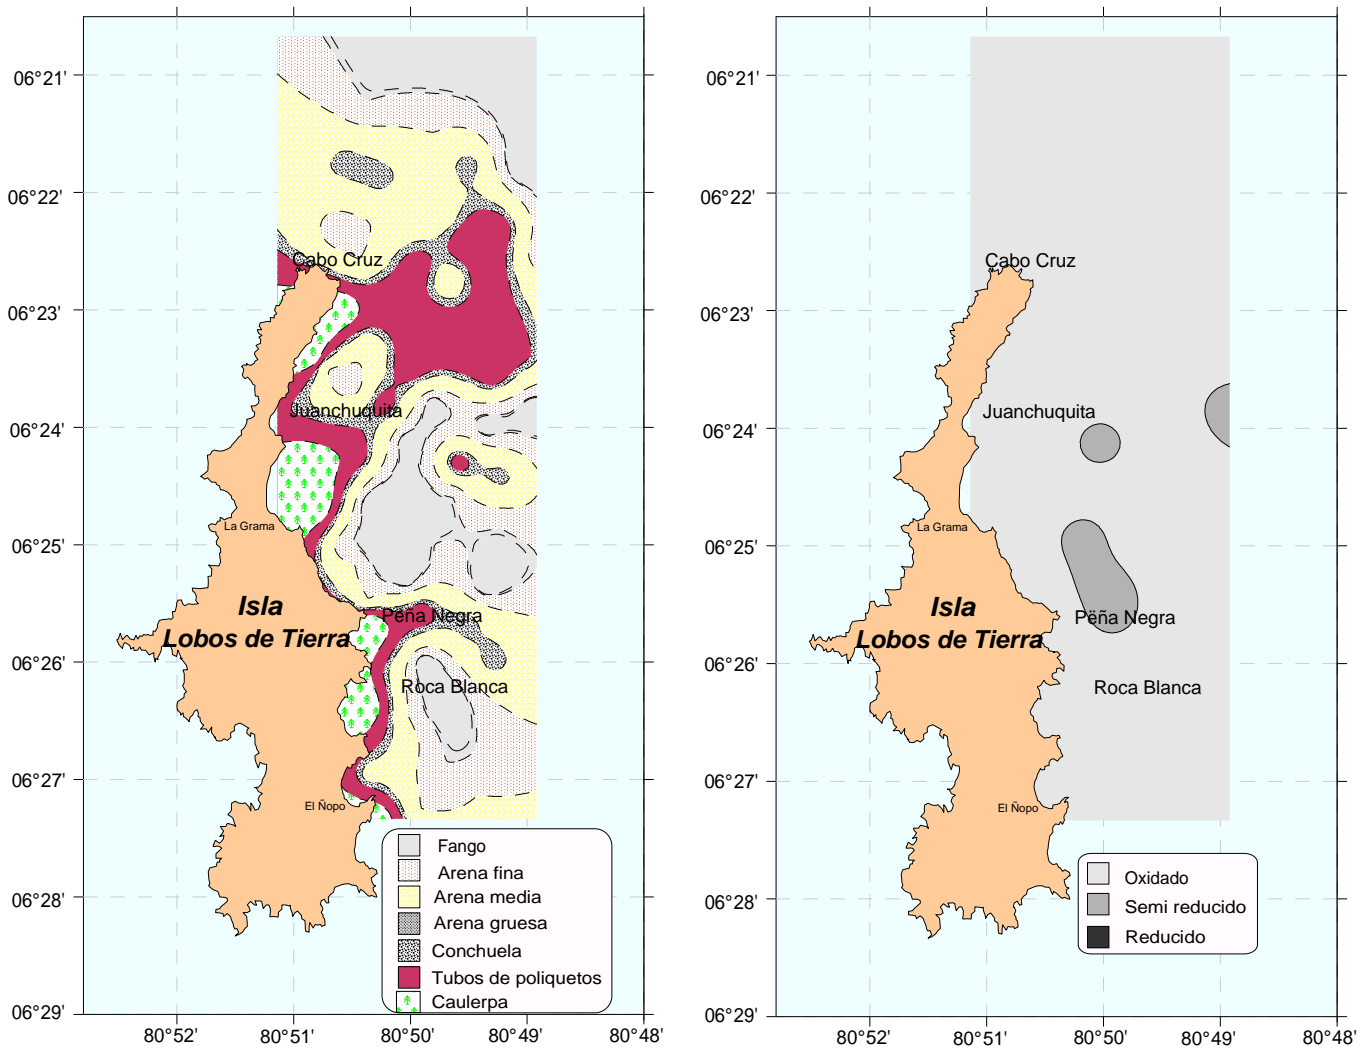 06°21'
06°22'
06°23'
06°24'
06°25'
06°26'
06°27'
06°28'
06°29'
80°52'
80°51'
80°50'
80°49'
80°48'
Cabo Cruz
Juanchuquita
La Grama
Isla
Lobos de Tierra
Peña Negra
Roca Blanca
El Ñopo
Fango
Arena fina
Arena media
Arena gruesa
Conchuela
Tubos de poliquetos
Caulerpa
06°21'
06°22'
06°23'
06°24'
06°25'
06°26'
06°27'
06°28'
06°29'
80°52'
80°51'
80°50'
80°49'
80°48'
Cabo Cruz
Juanchuquita
La Grama
Isla
Lobos de Tierra
Peña Negra
Roca Blanca
El Ñopo
Oxidado
Semi reducido
Reducido